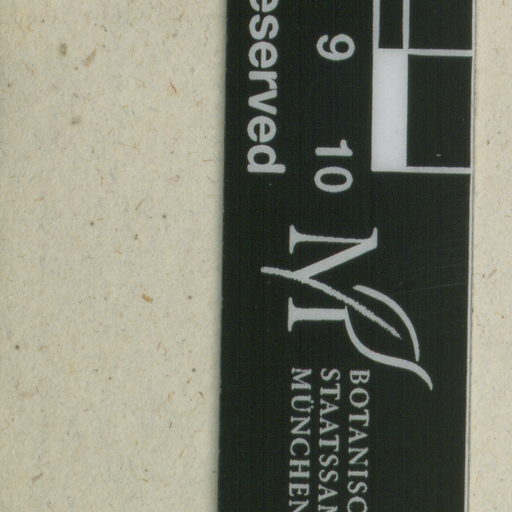 eserved
9 10
BOTANISC
STAATSSAM
MÜNCHEN